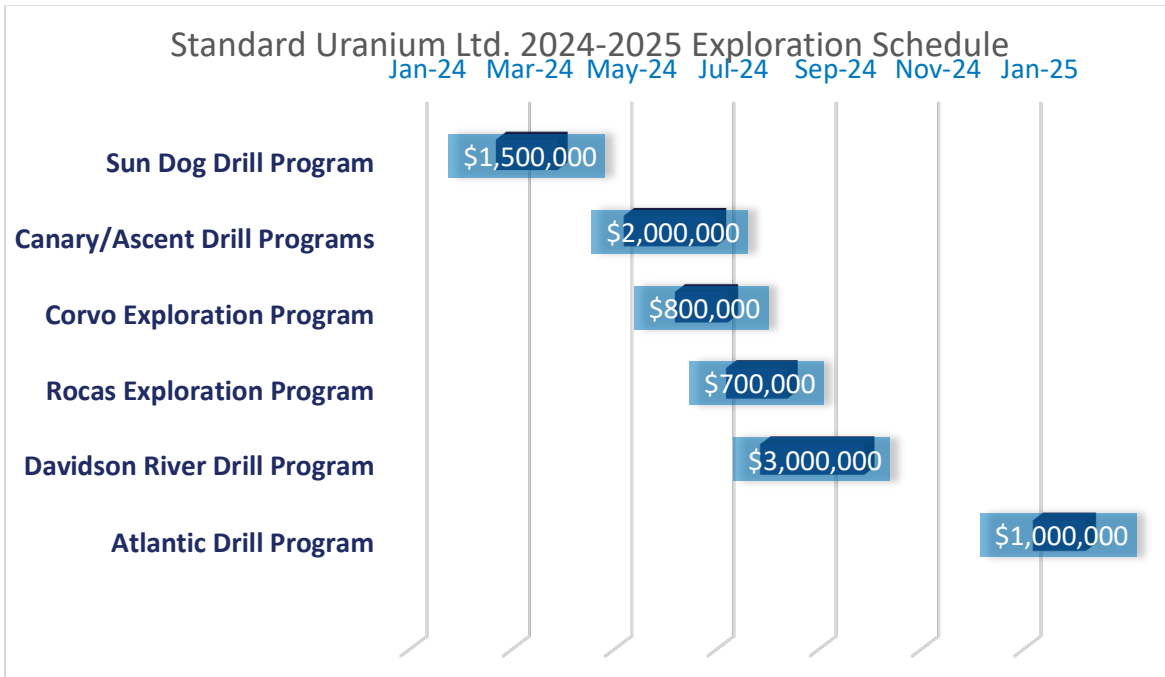 Standard Uranium Ltd. 2024-2025 Exploration Schedule
Jan-24 Mar-24 May-24 Jul-24 Sep-24 Nov-24 Jan-25
Sun Dog Drill Program $1,500,000
Canary/Ascent Drill Programs $2,000,000
Corvo Exploration Program $800,000
Rocas Exploration Program $700,000
Davidson River Drill Program $3,000,000
Atlantic Drill Program $1,000,000